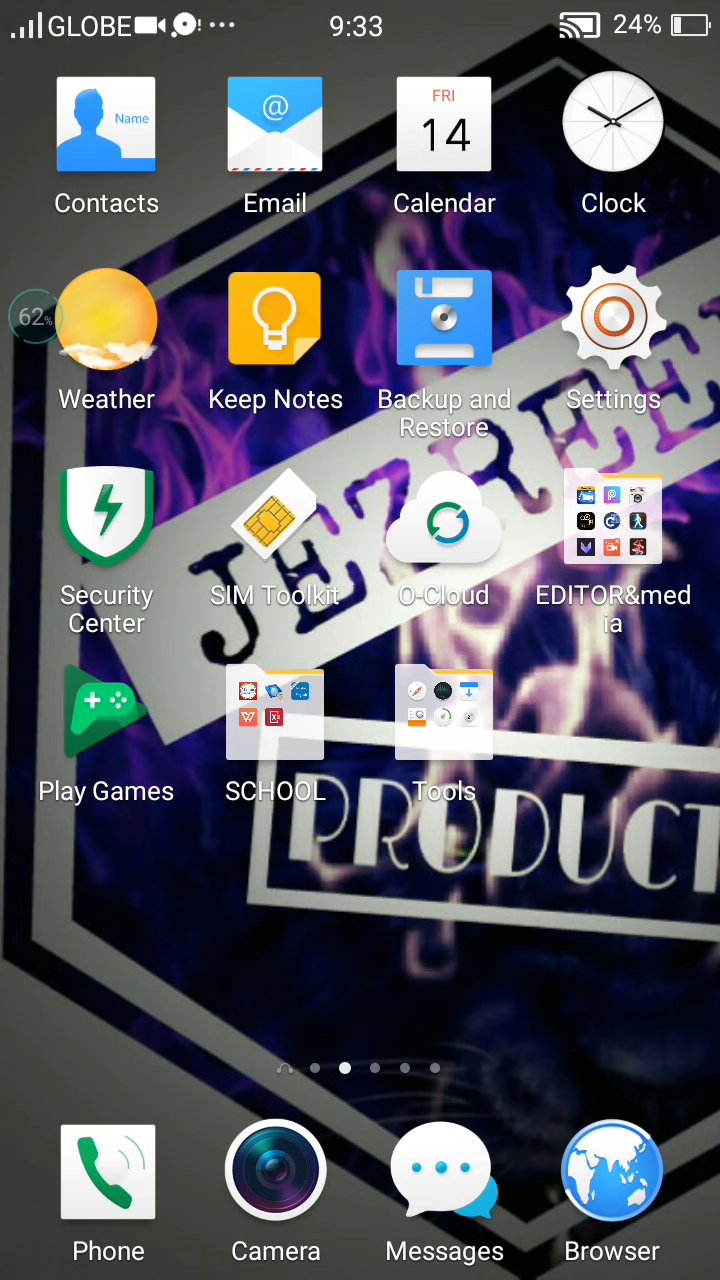 GLOBE 9:33 24%
Name @ FRI
14
Contacts Email Calendar Clock
62%
Weather Keep Notes Backup and Restore Settings
JEZREE
Security Center SIM Toolkit O-Cloud EDITOR&media
Play Games SCHOOL Tools
PRODUCT
Phone Camera Messages Browser